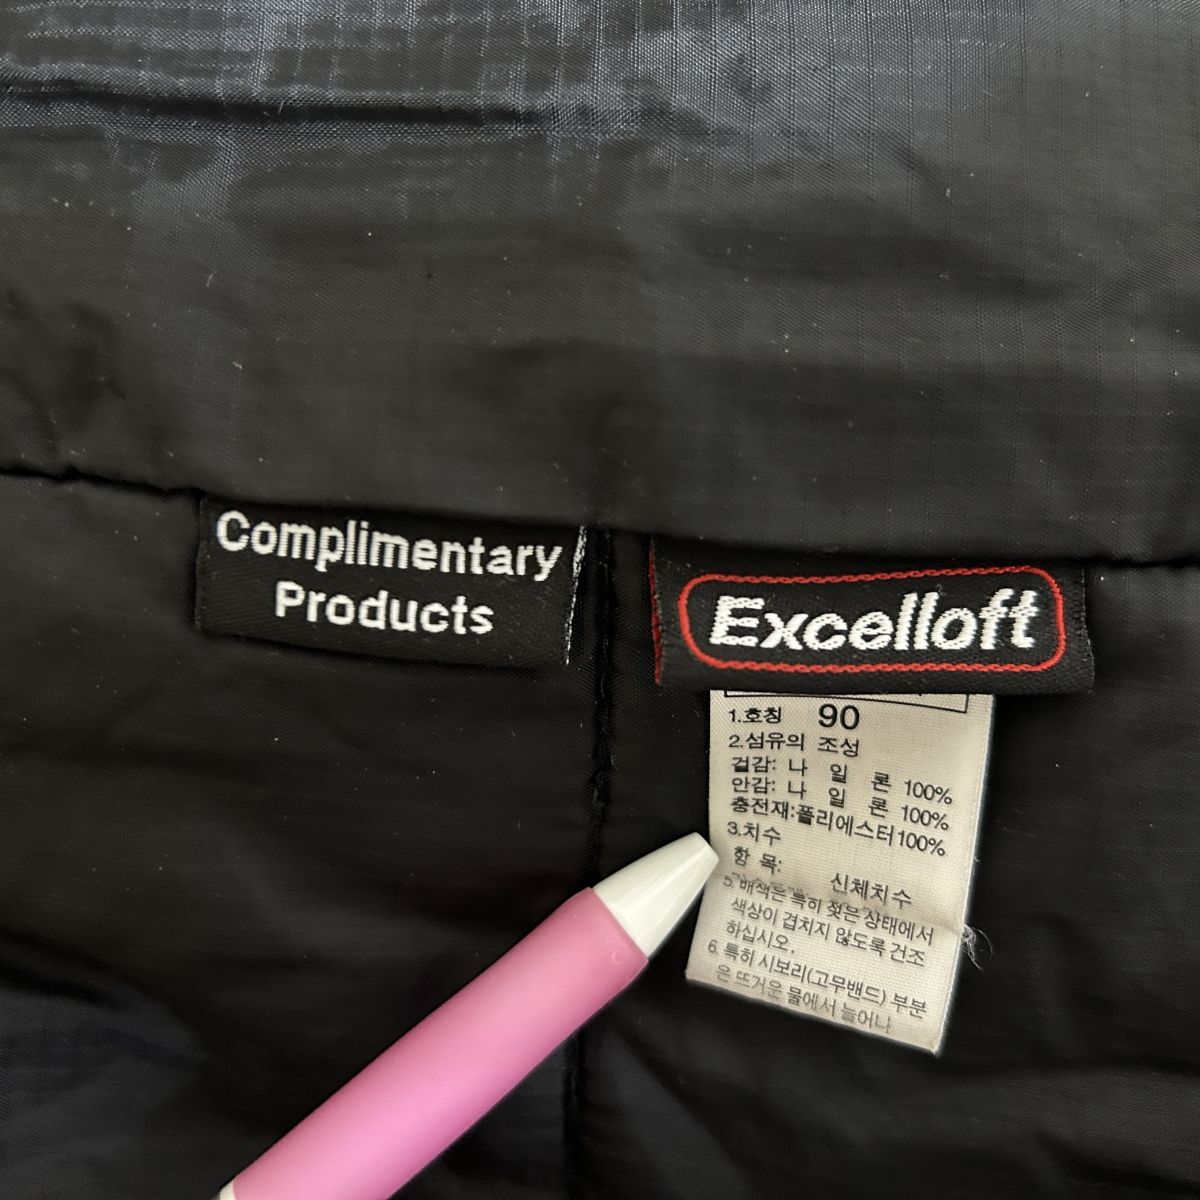 Complimentary
Products
Excelloft
1.호칭 90
2.섬유의 조성
겉감: 나 일 론 100%
안감: 나 일 론 100%
충전재:폴리에스터100%
3.치수
항 목: 신체치수
5. 배색은 특히 젖은 상태에서
색상이 겹치지 않도록 건조
하십시오.
6. 특히 시보리(고무밴드) 부분
은 뜨거운 물에서 늘어나